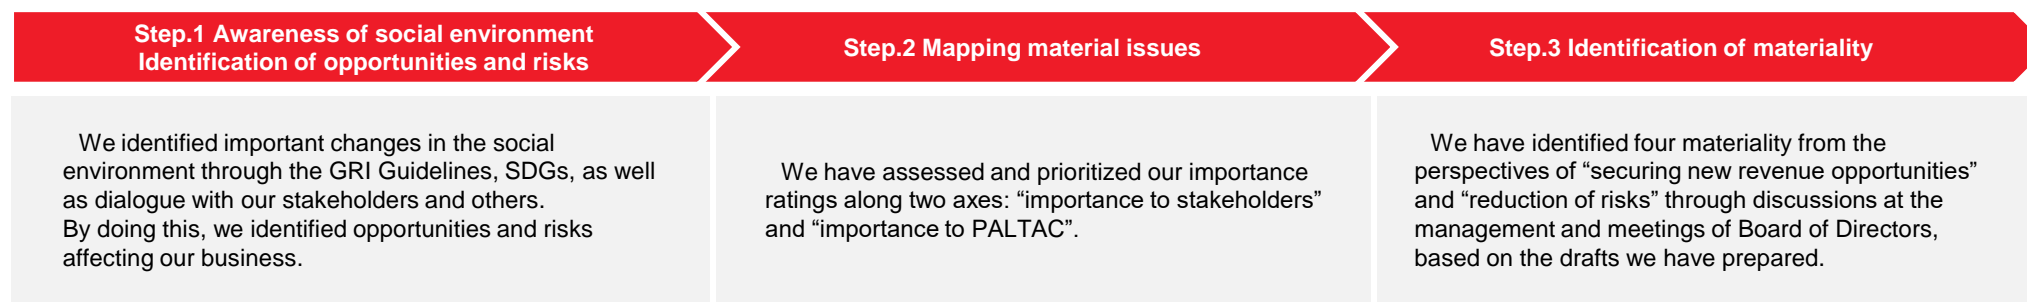 Step.1 Awareness of social environment
Identification of opportunities and risks
We identified important changes in the social
environment through the GRI Guidelines, SDGs, as well
as dialogue with our stakeholders and others.
By doing this, we identified opportunities and risks
affecting our business.
Step.2 Mapping material issues
We have assessed and prioritized our importance
ratings along two axes: “importance to stakeholders”
and “importance to PALTAC”.
Step.3 Identification of materiality
We have identified four materiality from the
perspectives of “securing new revenue opportunities”
and “reduction of risks” through discussions at the
management and meetings of Board of Directors,
based on the drafts we have prepared.